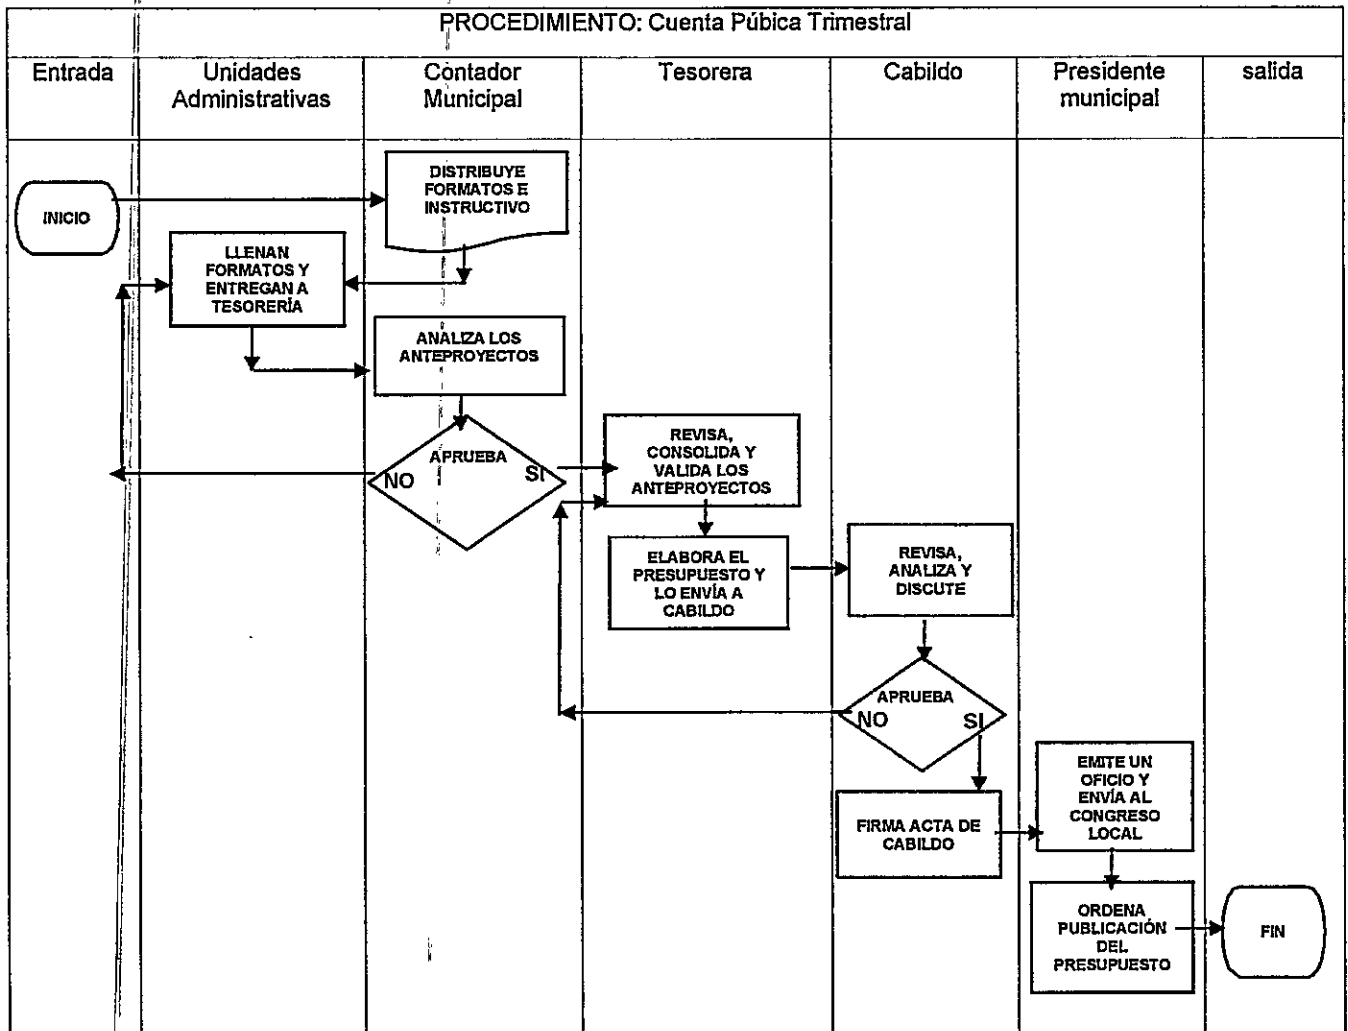 PROCEDIMIENTO: Cuenta Púbica Trimestral
Entrada
Unidades
Administrativas
Contador
Municipal
Tesorera
Cabildo
Presidente
municipal
salida
INICIO
DISTRIBUYE
FORMATOS E
INSTRUCTIVO
LLENAN
FORMATOS Y
ENTREGAN A
TESORERÍA
ANALIZA LOS
ANTEPROYECTOS
APRUEBA
NO
SI
REVISA,
CONSOLIDA Y
VALIDA LOS
ANTEPROYECTOS
ELABORA EL
PRESUPUESTO Y
LO ENVÍA A
CABILDO
REVISA,
ANALIZA Y
DISCUTE
APRUEBA
NO
SI
FIRMA ACTA DE
CABILDO
EMITE UN
OFICIO Y
ENVÍA AL
CONGRESO
LOCAL
ORDENA
PUBLICACIÓN
DEL
PRESUPUESTO
FIN